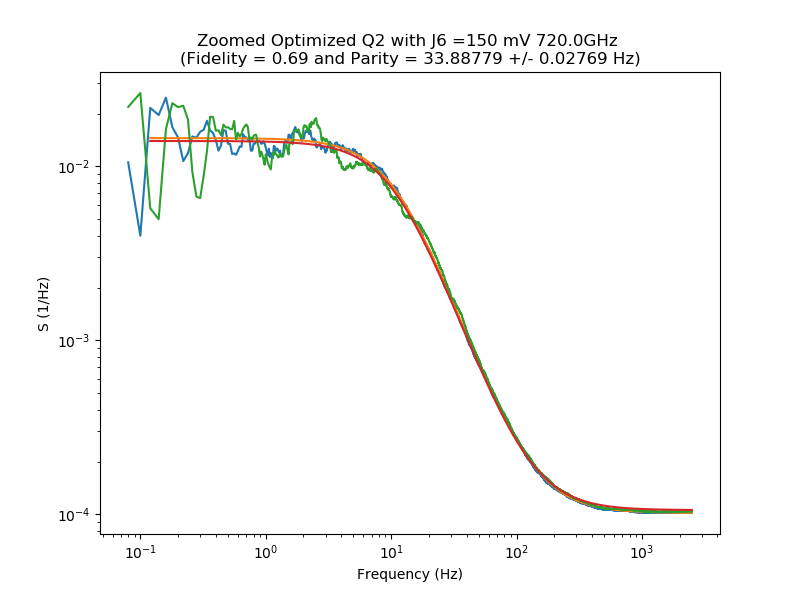 Zoomed Optimized Q2 with J6 =150 mV 720.0GHz
(Fidelity = 0.69 and Parity = 33.88779 +/- 0.02769 Hz)
S (1/Hz)
10⁻²
10⁻³
10⁻⁴
10⁻¹ 10⁰ 10¹ 10² 10³
Frequency (Hz)